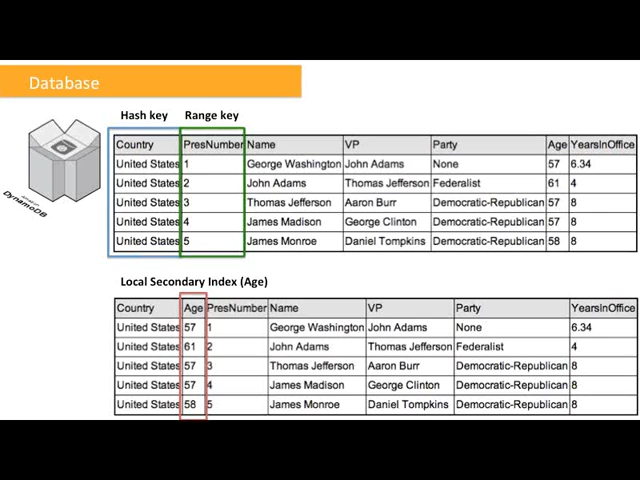 Database
Hash key Range key
Country PresNumber Name VP Party Age YearsInOffice
United States 1 George Washington John Adams None 57 6.34
United States 2 John Adams Thomas Jefferson Federalist 61 4
United States 3 Thomas Jefferson Aaron Burr Democratic-Republican 57 8
United States 4 James Madison George Clinton Democratic-Republican 57 8
United States 5 James Monroe Daniel Tompkins Democratic-Republican 58 8
DynamoDB
Local Secondary Index (Age)
Country Age PresNumber Name VP Party YearsInOffice
United States 57 1 George Washington John Adams None 6.34
United States 61 2 John Adams Thomas Jefferson Federalist 4
United States 57 3 Thomas Jefferson Aaron Burr Democratic-Republican 8
United States 57 4 James Madison George Clinton Democratic-Republican 8
United States 58 5 James Monroe Daniel Tompkins Democratic-Republican 8